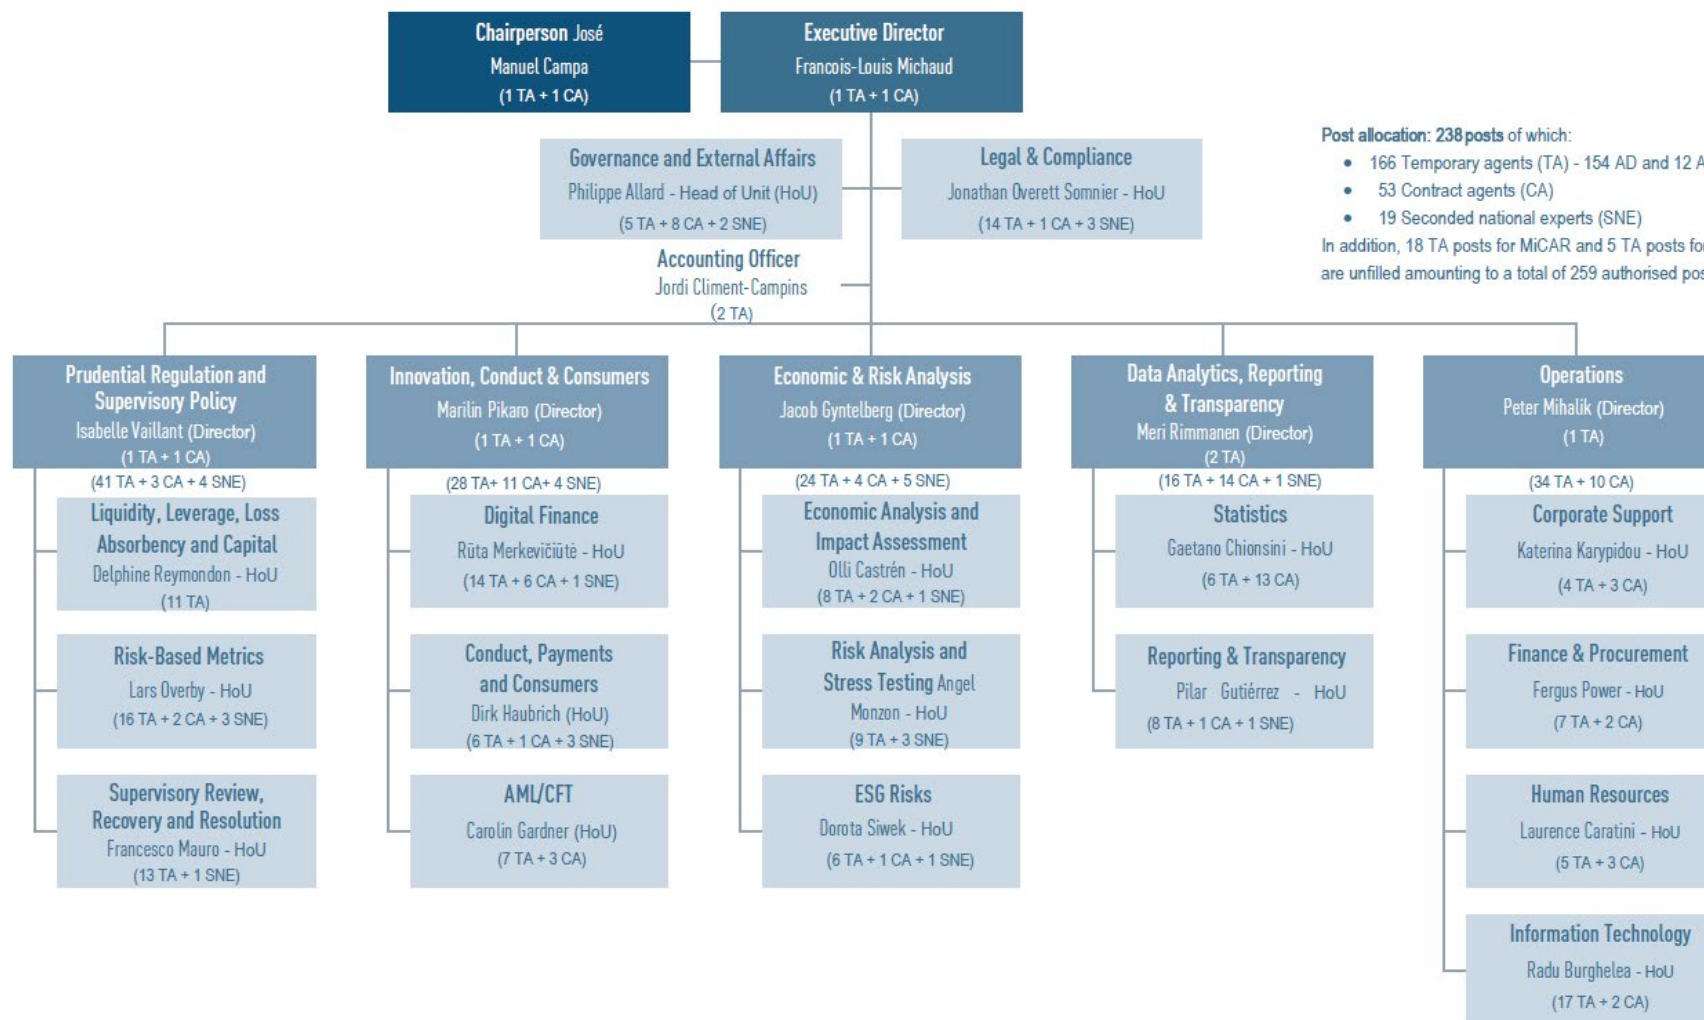 Chairperson José
Manuel Campa
(1 TA + 1 CA)
Executive Director
Francois-Louis Michaud
(1 TA + 1 CA)
Governance and External Affairs
Philippe Allard - Head of Unit (HoU)
(5 TA + 8 CA + 2 SNE)
Legal & Compliance
Jonathan Overett Somnier - HoU
(14 TA + 1 CA + 3 SNE)
Accounting Officer
Jordi Climent-Campins
(2 TA)
Post allocation: 238 posts of which:
• 166 Temporary agents (TA) - 154 AD and 12 A
• 53 Contract agents (CA)
• 19 Seconded national experts (SNE)
In addition, 18 TA posts for MiCAR and 5 TA posts for
are unfilled amounting to a total of 259 authorised pos
Prudential Regulation and
Supervisory Policy
Isabelle Vaillant (Director)
(1 TA + 1 CA)
(41 TA + 3 CA + 4 SNE)
Liquidity, Leverage, Loss
Absorbency and Capital
Delphine Reymondon - HoU
(11 TA)
Risk-Based Metrics
Lars Overby - HoU
(16 TA + 2 CA + 3 SNE)
Supervisory Review,
Recovery and Resolution
Francesco Mauro - HoU
(13 TA + 1 SNE)
Innovation, Conduct & Consumers
Marilin Pikaro (Director)
(1 TA + 1 CA)
(28 TA+ 11 CA+ 4 SNE)
Digital Finance
Rūta Merkevičiūtė - HoU
(14 TA + 6 CA + 1 SNE)
Conduct, Payments
and Consumers
Dirk Haubrich (HoU)
(6 TA + 1 CA + 3 SNE)
AML/CFT
Carolin Gardner (HoU)
(7 TA + 3 CA)
Economic & Risk Analysis
Jacob Gyntelberg (Director)
(1 TA + 1 CA)
(24 TA + 4 CA + 5 SNE)
Economic Analysis and
Impact Assessment
Olli Castrén - HoU
(8 TA + 2 CA + 1 SNE)
Risk Analysis and
Stress Testing Angel
Monzon - HoU
(9 TA + 3 SNE)
ESG Risks
Dorota Siwek - HoU
(6 TA + 1 CA + 1 SNE)
Data Analytics, Reporting
& Transparency
Meri Rimmanen (Director)
(2 TA)
(16 TA + 14 CA + 1 SNE)
Statistics
Gaetano Chionsini - HoU
(6 TA + 13 CA)
Reporting & Transparency
Pilar Gutiérrez - HoU
(8 TA + 1 CA + 1 SNE)
Operations
Peter Mihalik (Director)
(1 TA)
(34 TA + 10 CA)
Corporate Support
Katerina Karypidou - HoU
(4 TA + 3 CA)
Finance & Procurement
Fergus Power - HoU
(7 TA + 2 CA)
Human Resources
Laurence Caratini - HoU
(5 TA + 3 CA)
Information Technology
Radu Burghelea - HoU
(17 TA + 2 CA)